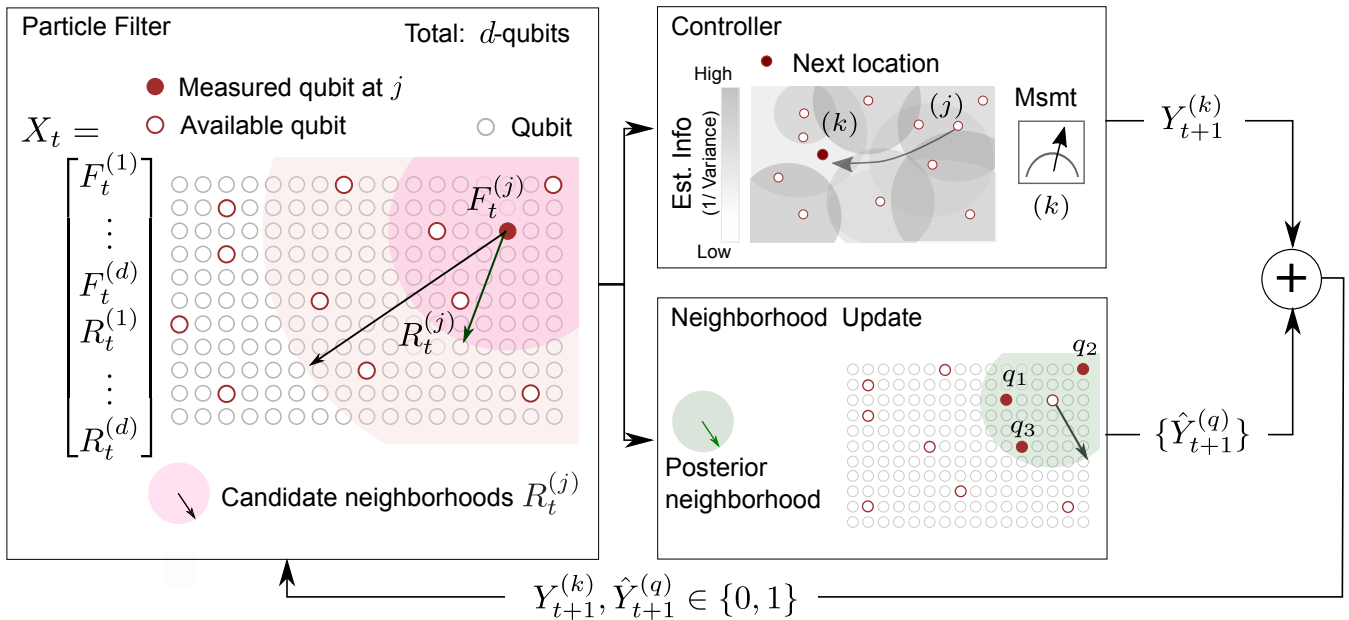 Particle Filter
Total: d-qubits
Measured qubit at j
Available qubit
Qubit
X_t =
F_t^{(1)}
⋮
F_t^{(d)}
R_t^{(1)}
⋮
R_t^{(d)}
F_t^{(j)}
R_t^{(j)}
Candidate neighborhoods R_t^{(j)}
Controller
Next location
High
Est. Info
(1/ Variance)
Low
(k)
(j)
Msmt
(k)
Y_{t+1}^{(k)}
+
Neighborhood Update
q_1
q_2
q_3
Posterior
neighborhood
{Ŷ_{t+1}^{(q)}}
Y_{t+1}^{(k)}, Ŷ_{t+1}^{(q)} ∈ {0, 1}